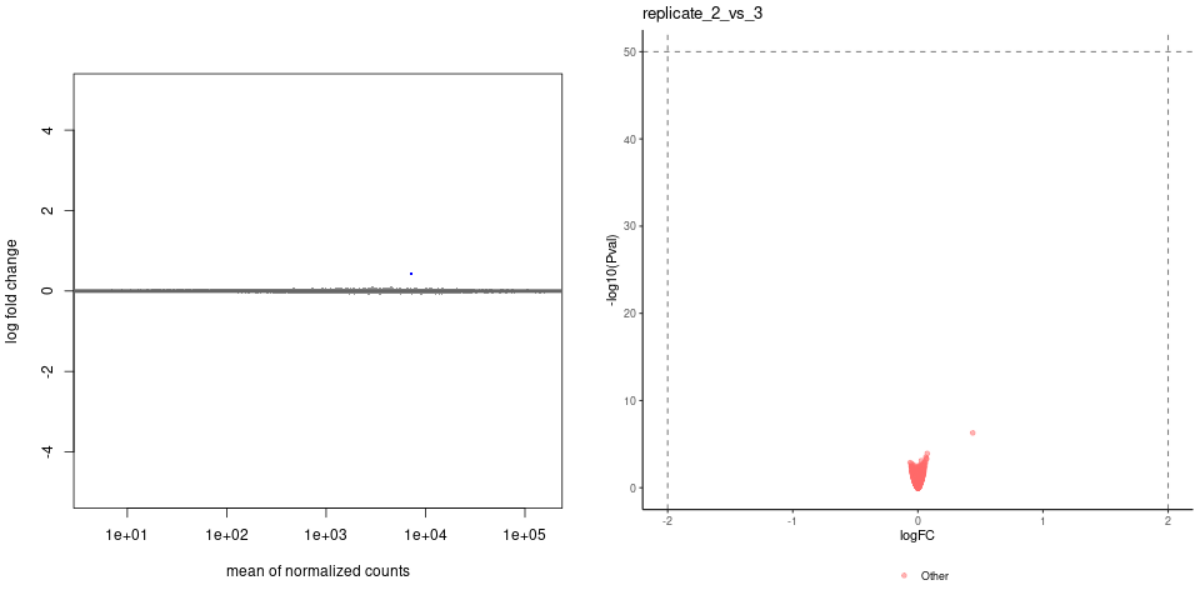 4
2
0
-2
-4
log fold change
1e+01 1e+02 1e+03 1e+04 1e+05
mean of normalized counts
replicate_2_vs_3
50
40
30
20
10
0
-log10(Pval)
-2 -1 0 1 2
logFC
Other